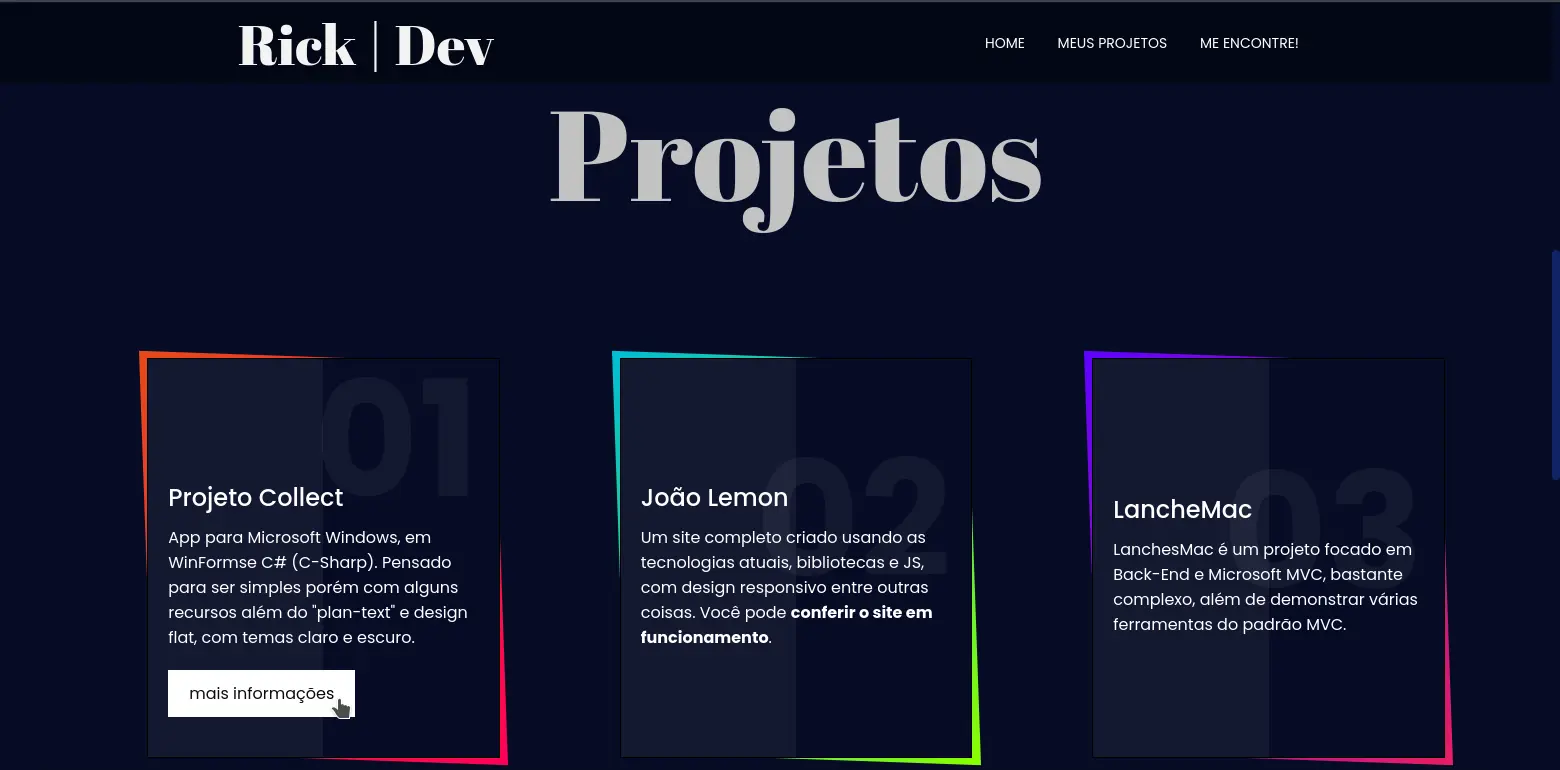 Rick | Dev
HOME
MEUS PROJETOS
ME ENCONTRE!
Projetos
01
Projeto Collect
App para Microsoft Windows, em
WinFormse C# (C-Sharp). Pensado
para ser simples porém com alguns
recursos além do "plan-text" e design
flat, com temas claro e escuro.
mais informações
02
João Lemon
Um site completo criado usando as
tecnologias atuais, bibliotecas e JS,
com design responsivo entre outras
coisas. Você pode conferir o site em
funcionamento.
03
LancheMac
LanchesMac é um projeto focado em
Back-End e Microsoft MVC, bastante
complexo, além de demonstrar várias
ferramentas do padrão MVC.